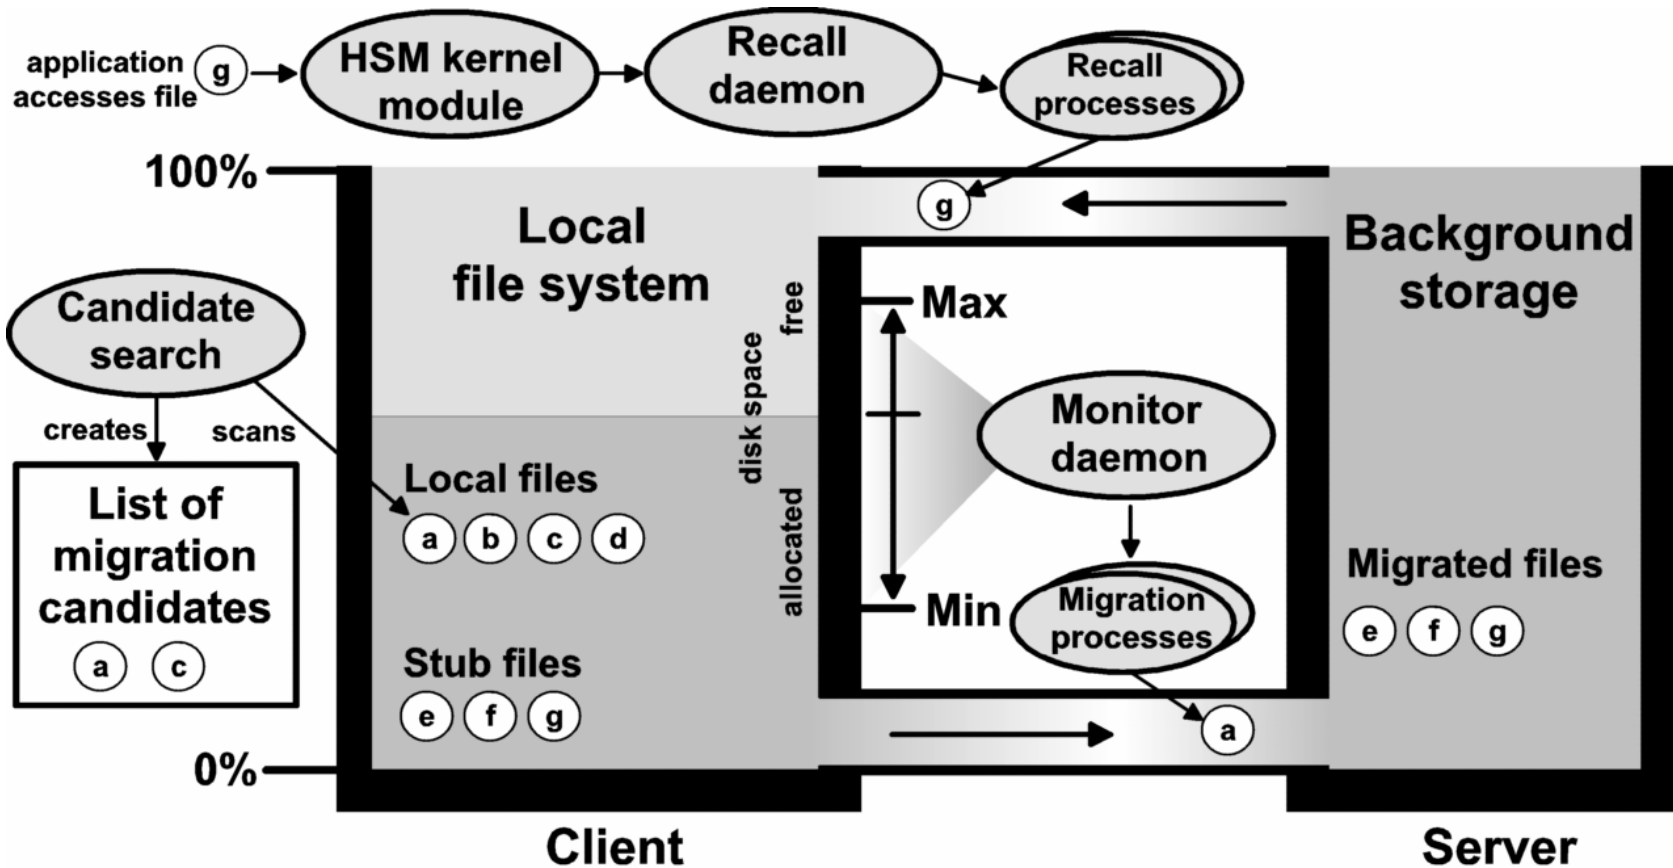 application
accesses file
g
HSM kernel
module
Recall
daemon
Recall
processes
100%
Local
file system
g
Background
storage
Candidate
search
creates
scans
List of
migration
candidates
a c
Local files
a b c d
Stub files
e f g
free
disk space
allocated
Max
Min
Monitor
daemon
Migration
processes
a
Migrated files
e f g
0%
Client
Server